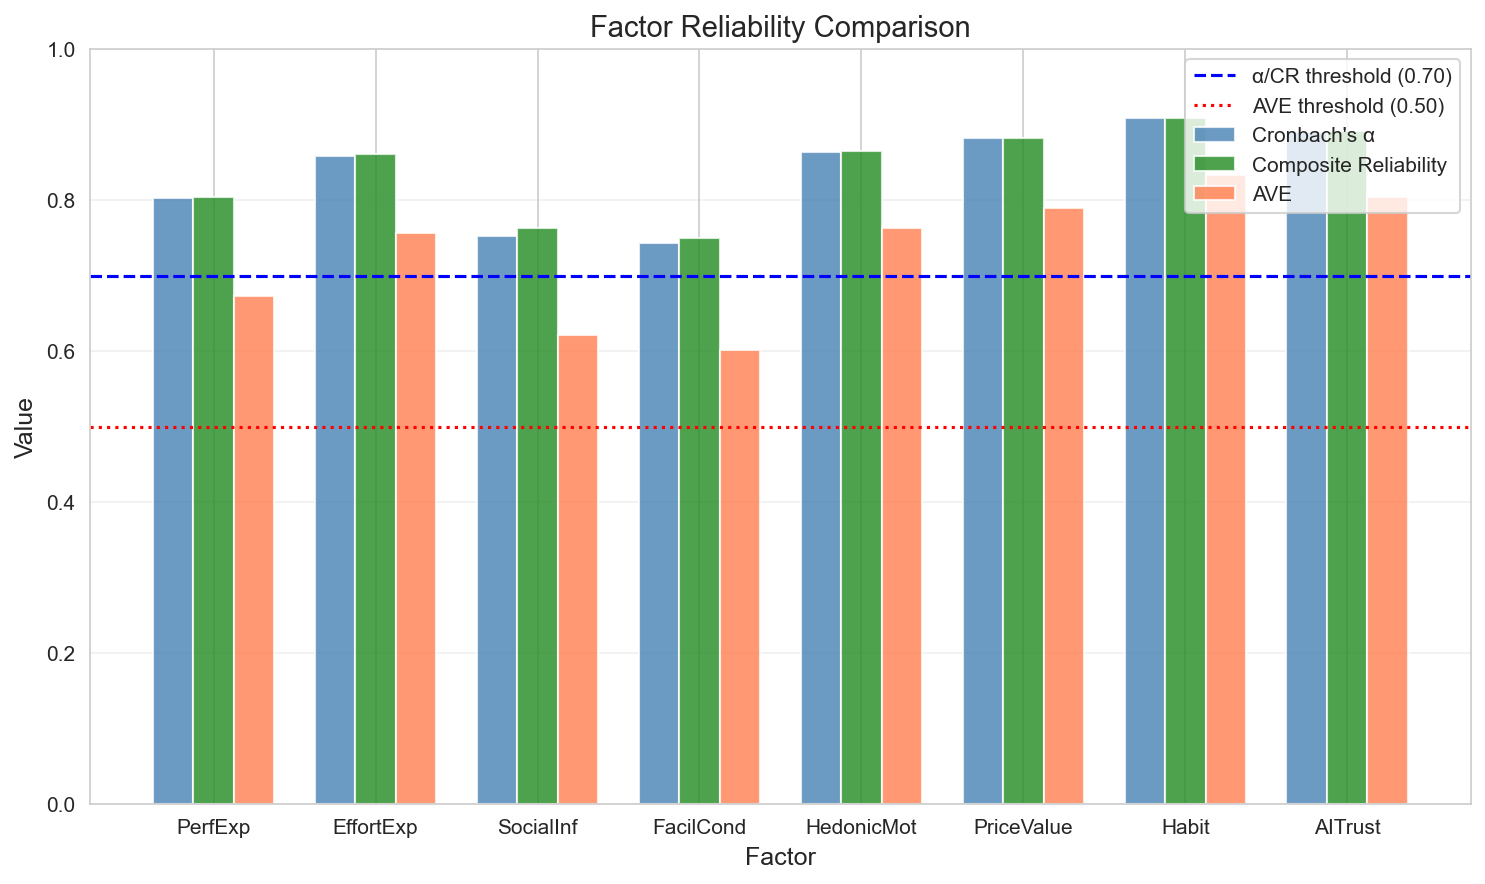 Factor Reliability Comparison
1.0
0.8
0.6
0.4
0.2
0.0
Value
α/CR threshold (0.70)
AVE threshold (0.50)
Cronbach's α
Composite Reliability
AVE
PerfExp
EffortExp
SocialInf
FacilCond
HedonicMot
PriceValue
Habit
AITrust
Factor